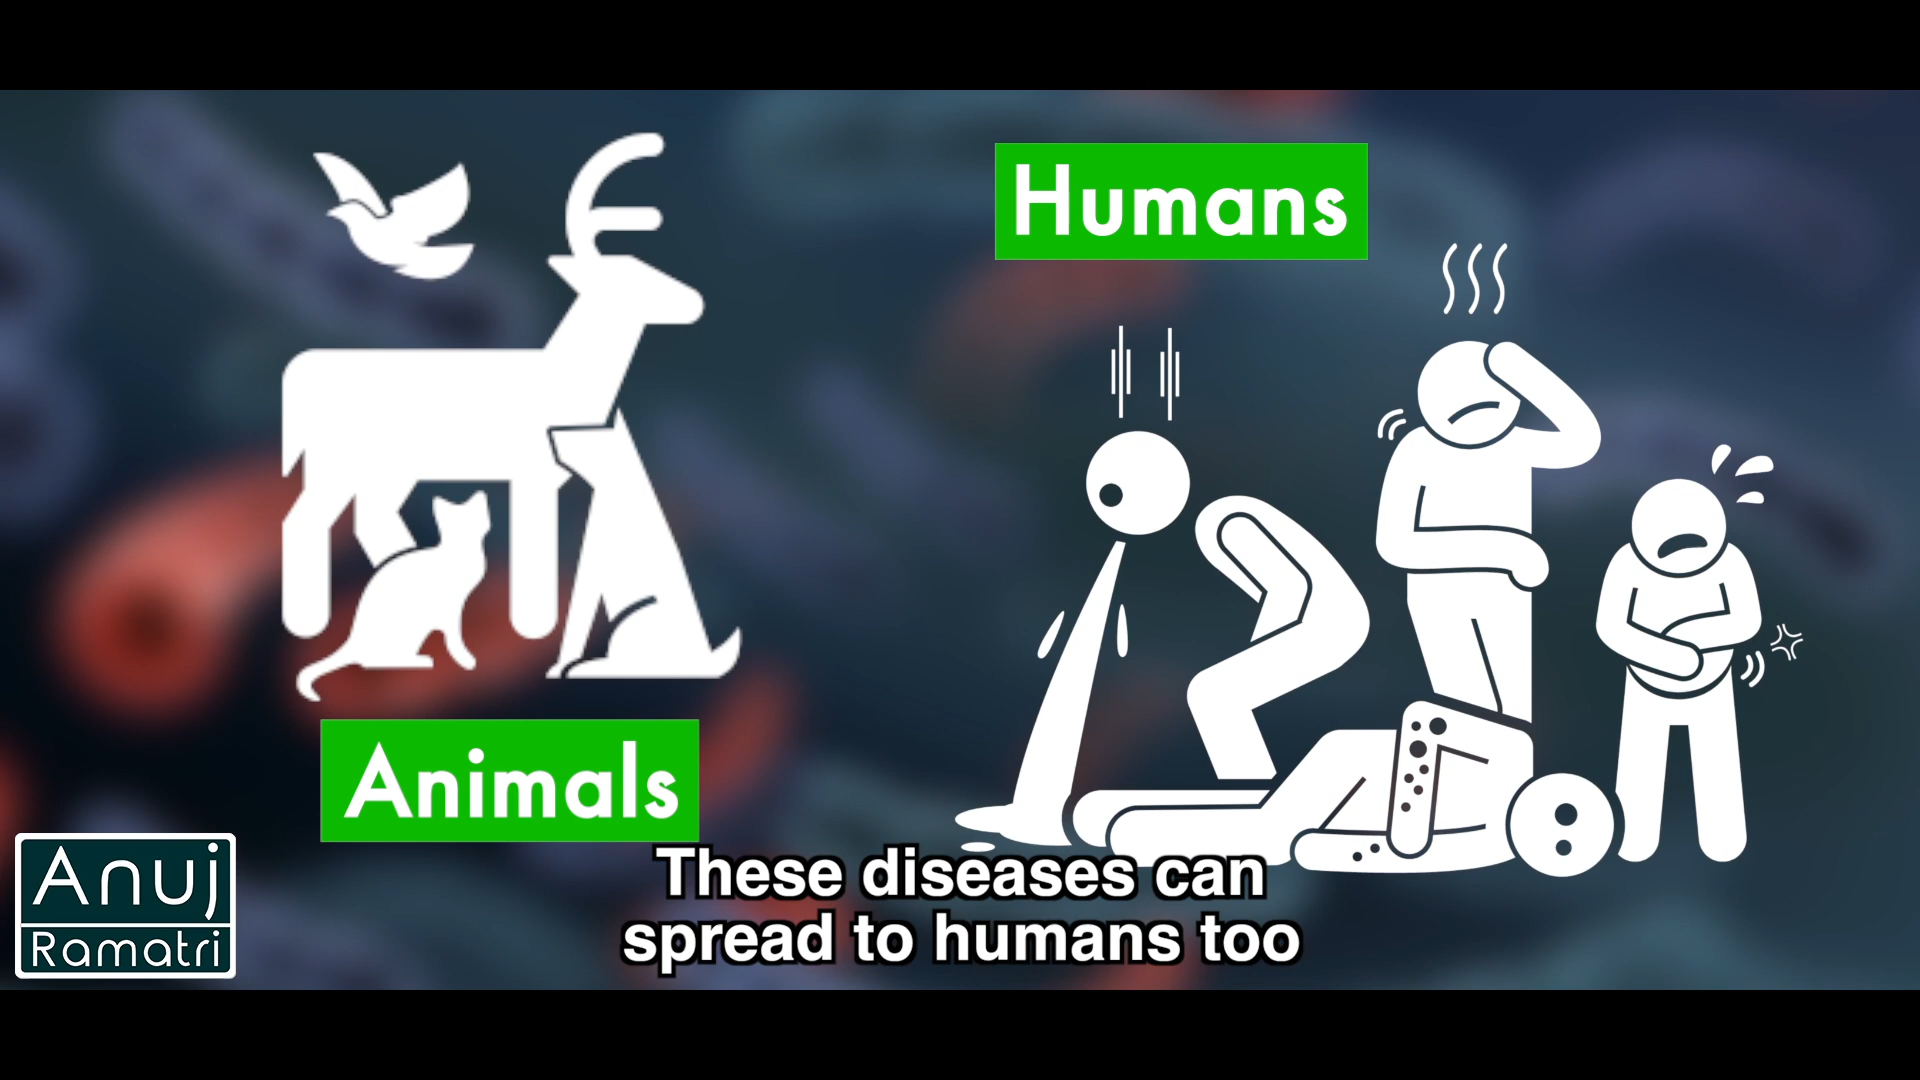 Humans
Animals
Anuj
Ramatri
These diseases can
spread to humans too